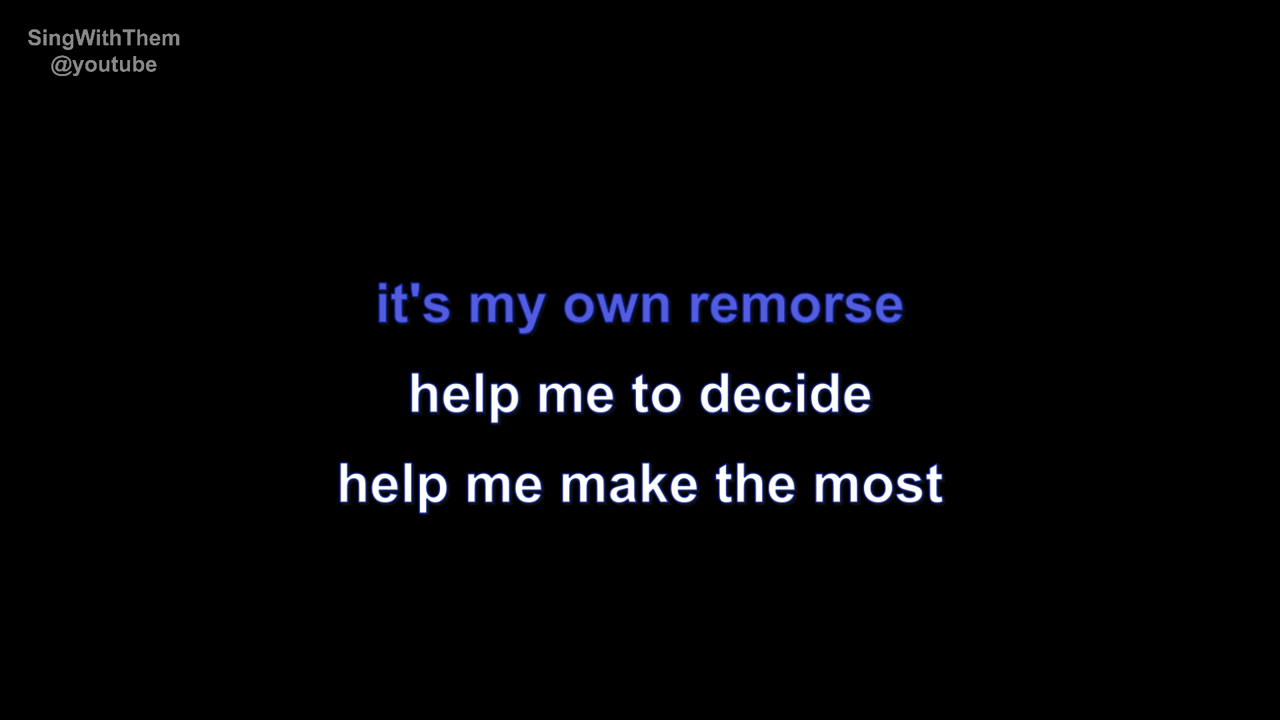 SingWithThem
@youtube
it's my own remorse
help me to decide
help me make the most